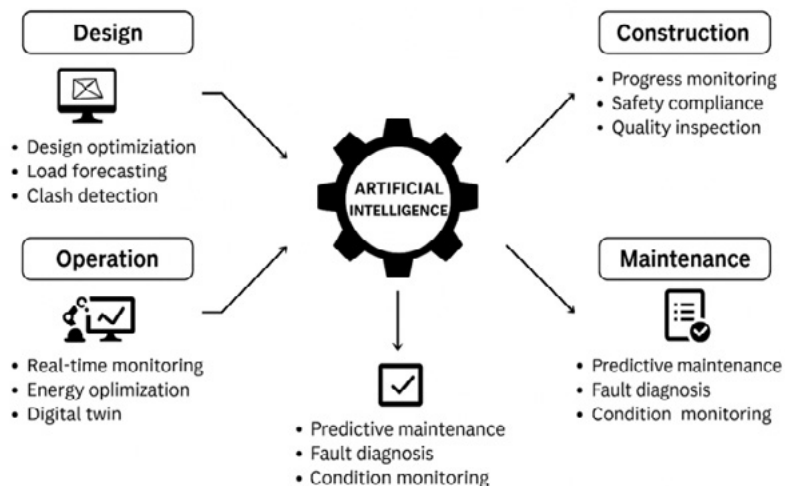 Design
• Design optimiziation
• Load forecasting
• Clash detection
Operation
• Real-time monitoring
• Energy oplimization
• Digital twin
ARTIFICIAL
INTELLIGENCE
• Predictive maintenance
• Fault diagnosis
• Condition monitoring
Construction
• Progress monitoring
• Safety compliance
• Quality inspection
Maintenance
• Predictive maintenance
• Fault diagnosis
• Condition monitoring